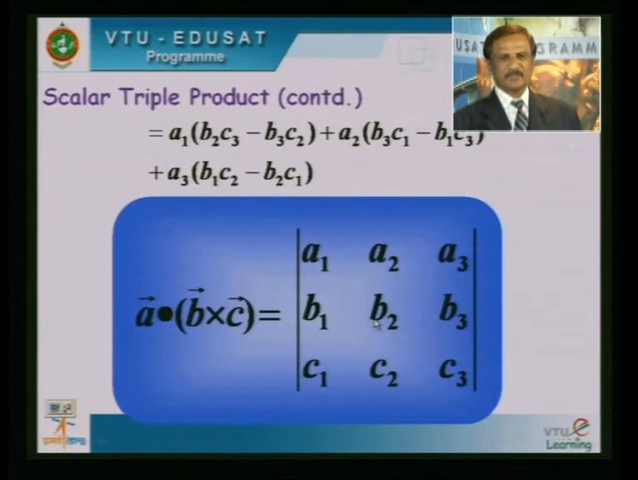 VTU - EDUSAT
Programme
Scalar Triple Product (contd.)
= a₁(b₂c₃ − b₃c₂) + a₂(b₃c₁ − b₁c₃)
+ a₃(b₁c₂ − b₂c₁)
a₁ a₂ a₃
a⃗ • (b⃗ × c⃗) = b₁ b₂ b₃
c₁ c₂ c₃
VTU e
Learning